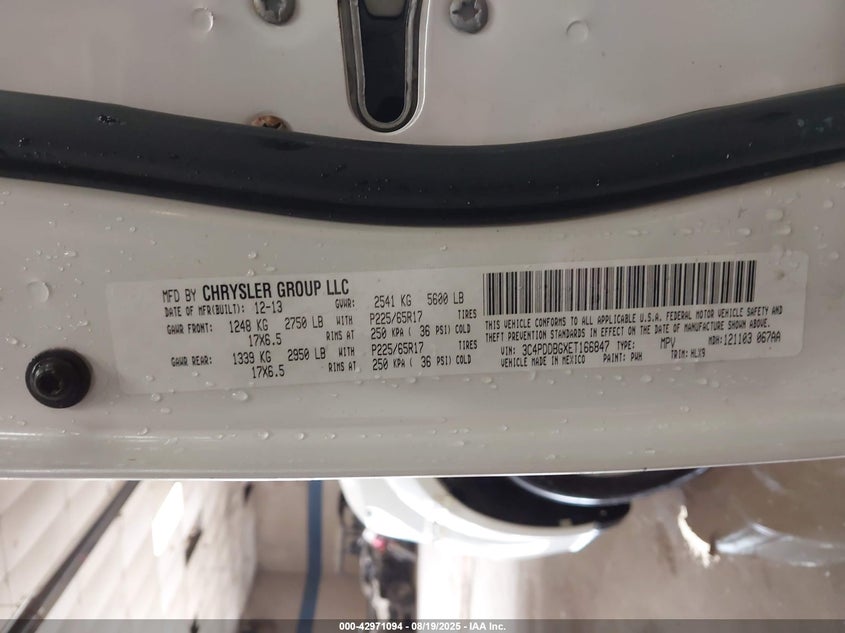 MFD BY CHRYSLER GROUP LLC
DATE OF MFR(BUILT): 12-13 GVWR: 2541 KG 5600 LB
GAWR FRONT: 1248 KG 2750 LB WITH P225/65R17 TIRES
17X6.5 RIMS AT 250 KPA ( 36 PSI) COLD
GAWR REAR: 1339 KG 2950 LB WITH P225/65R17 TIRES
17X6.5 RIMS AT 250 KPA ( 36 PSI) COLD
THIS VEHICLE CONFORMS TO ALL APPLICABLE U.S.A. FEDERAL MOTOR VEHICLE SAFETY AND
THEFT PREVENTION STANDARDS IN EFFECT ON THE DATE OF MANUFACTURE SHOWN ABOVE.
VIN: 3C4PDDBGXET166847 TYPE: MPV MDH:121103 067AA
VEHICLE MADE IN MEXICO PAINT: PWH TRIM: HLX9
000-42971094 - 08/19/2025 - IAA Inc.